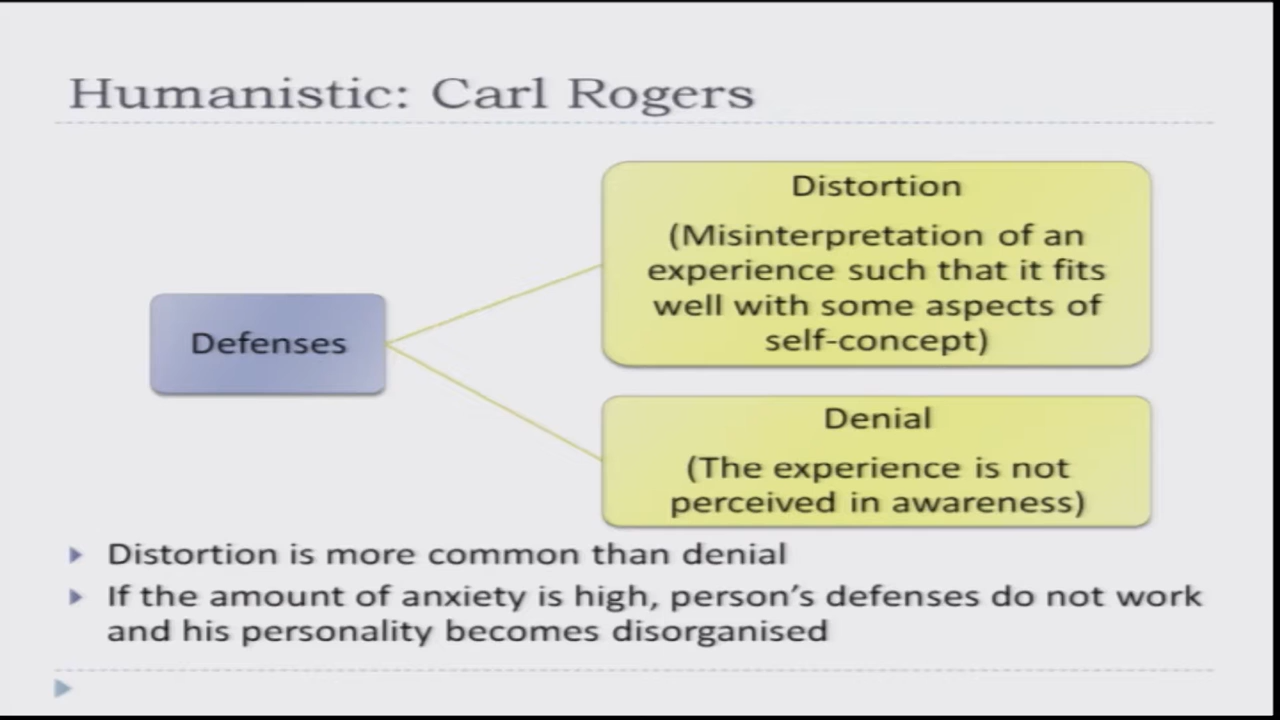 Humanistic: Carl Rogers
Distortion
(Misinterpretation of an
experience such that it fits
well with some aspects of
self-concept)
Defenses
Denial
(The experience is not
perceived in awareness)
Distortion is more common than denial
If the amount of anxiety is high, person's defenses do not work
and his personality becomes disorganised